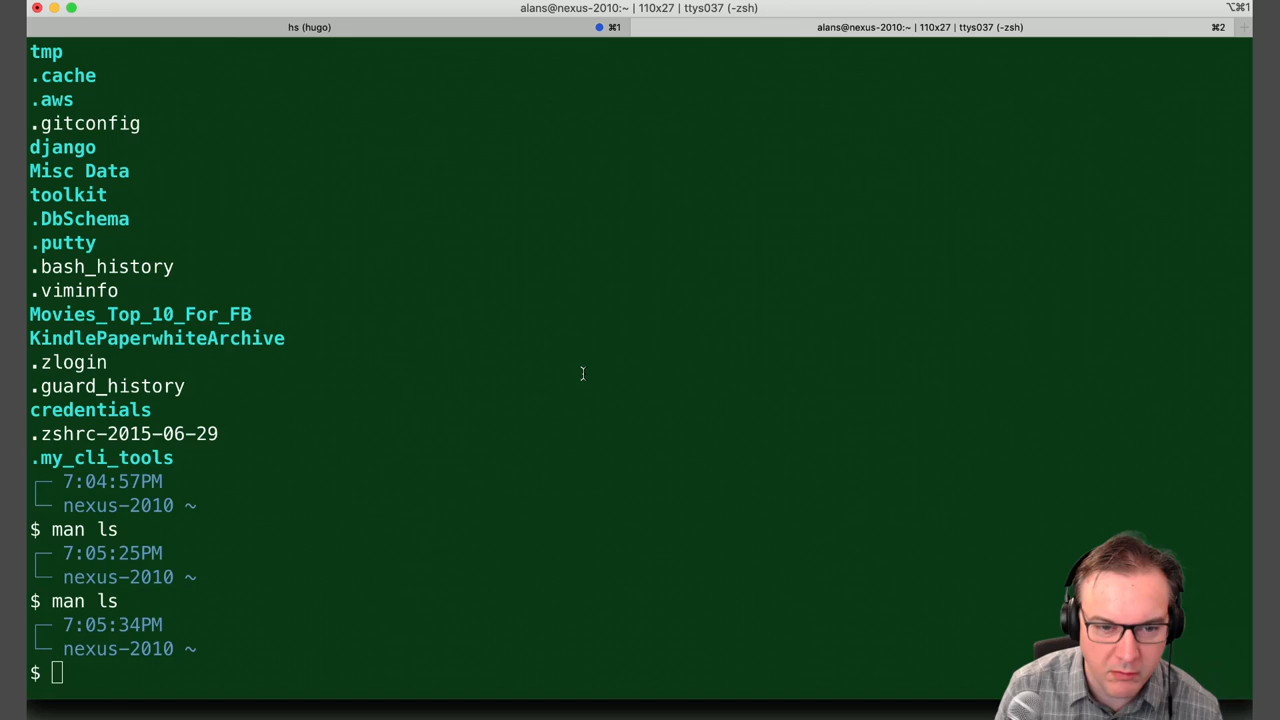 alans@nexus-2010:~ | 110x27 | ttys037 (-zsh)
⌥⌘1
hs (hugo)
⌘1
alans@nexus-2010:~ | 110x27 | ttys037 (-zsh)
⌘2
+
tmp
.cache
.aws
.gitconfig
django
Misc Data
toolkit
.DbSchema
.putty
.bash_history
.viminfo
Movies_Top_10_For_FB
KindlePaperwhiteArchive
.zlogin
.guard_history
credentials
.zshrc-2015-06-29
.my_cli_tools
┌─ 7:04:57PM
└─ nexus-2010 ~
$ man ls
┌─ 7:05:25PM
└─ nexus-2010 ~
$ man ls
┌─ 7:05:34PM
└─ nexus-2010 ~
$